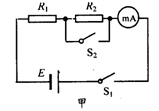 R₁ R₂ mA
S₂
E S₁
甲